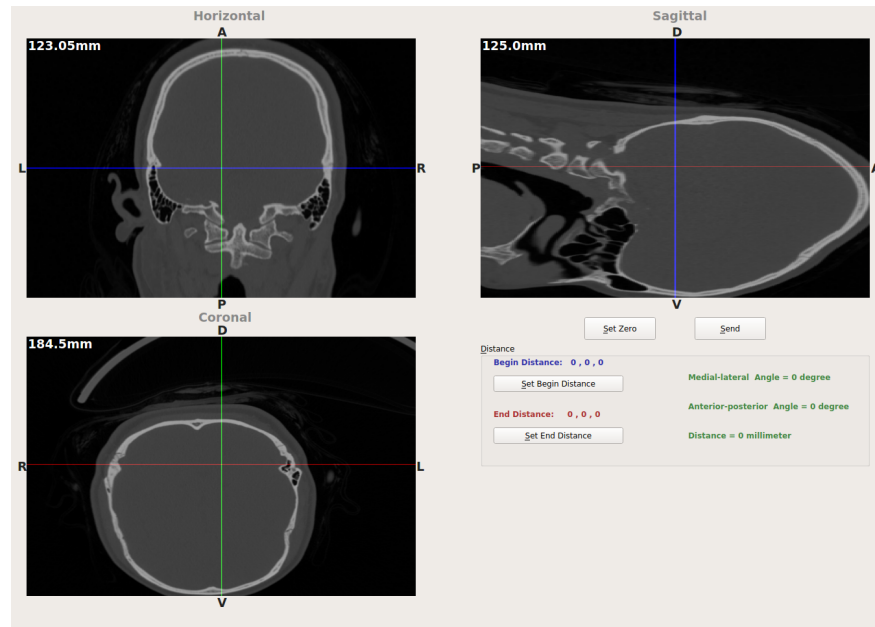 Horizontal
A
123.05mm
L
R
P
Sagittal
D
125.0mm
P
A
V
Coronal
D
184.5mm
R
L
V
Set Zero
Send
Distance
Begin Distance: 0 , 0 , 0
Set Begin Distance
End Distance: 0 , 0 , 0
Set End Distance
Medial-lateral Angle = 0 degree
Anterior-posterior Angle = 0 degree
Distance = 0 millimeter